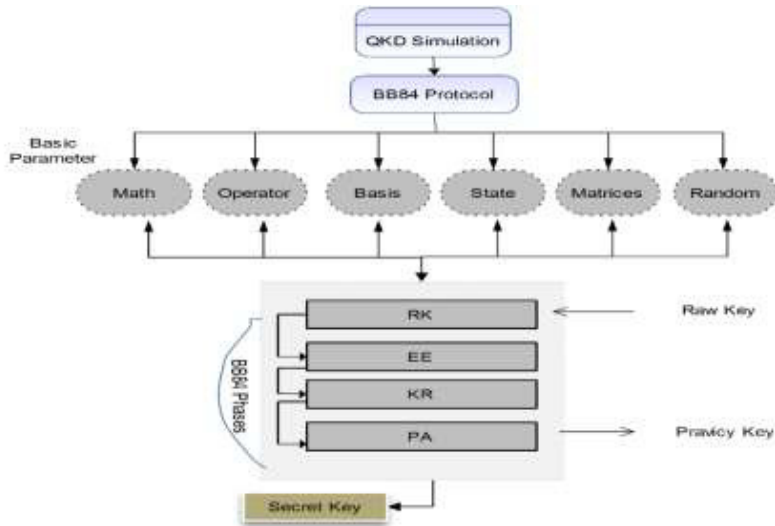 QKD Simulation
BB84 Protocol
Basic
Parameter
Math
Operator
Basis
State
Matrices
Random
RK
Raw Key
EE
KR
PA
Pravicy Key
BB84 Phases
Secret Key